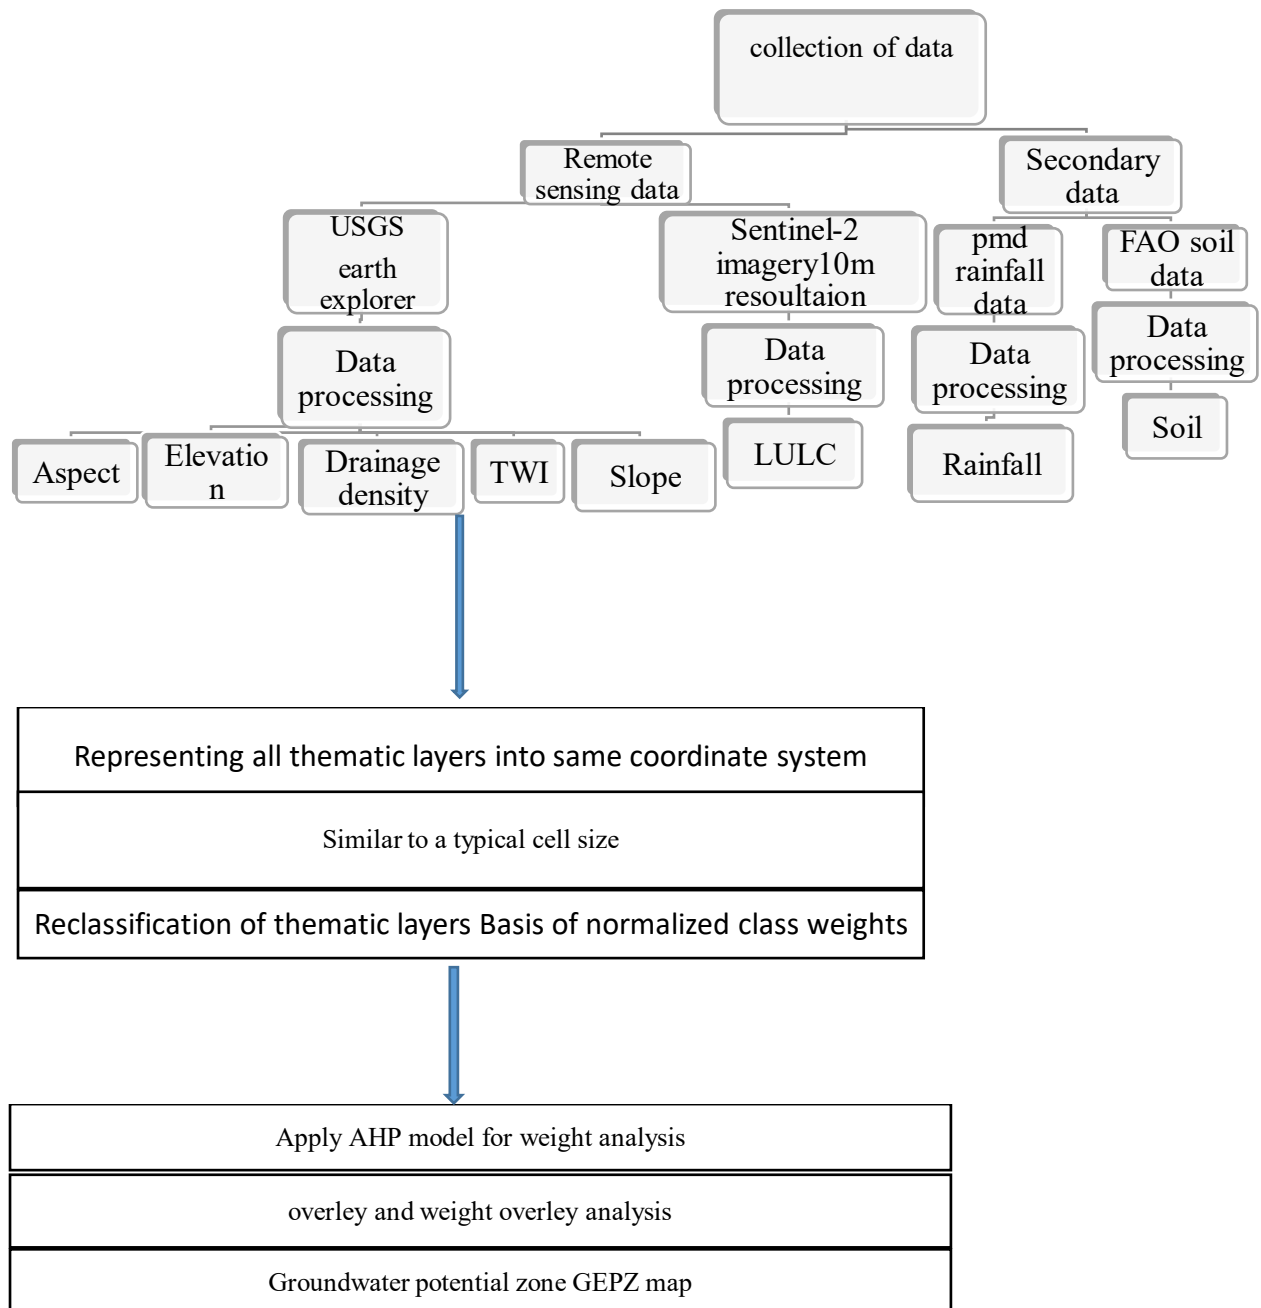 collection of data
Remote
sensing data
Secondary
data
USGS
earth
explorer
Sentinel-2
imagery10m
resoultaion
pmd
rainfall
data
FAO soil
data
Data
processing
Data
processing
Data
processing
Data
processing
Aspect
Elevatio
n
Drainage
density
TWI
Slope
LULC
Rainfall
Soil
Representing all thematic layers into same coordinate system
Similar to a typical cell size
Reclassification of thematic layers Basis of normalized class weights
Apply AHP model for weight analysis
overley and weight overley analysis
Groundwater potential zone GEPZ map